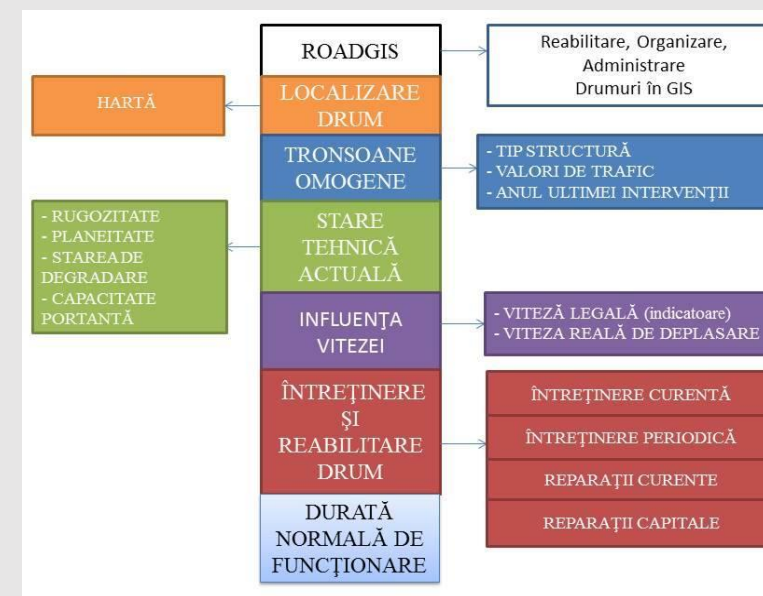 ROADGIS
Reabilitare, Organizare,
Administrare
Drumuri în GIS
HARTĂ
LOCALIZARE
DRUM
TRONSOANE
OMOGENE
- TIP STRUCTURĂ
- VALORI DE TRAFIC
- ANUL ULTIMEI INTERVENȚII
- RUGOZITATE
- PLANEITATE
- STAREA DE
DEGRADARE
- CAPACITATE
PORTANTĂ
STARE
TEHNICĂ
ACTUALĂ
INFLUENȚA
VITEZEI
- VITEZĂ LEGALĂ (indicatoare)
- VITEZA REALĂ DE DEPLASARE
ÎNTREŢINERE
ŞI
REABILITARE
DRUM
ÎNTREŢINERE CURENTĂ
ÎNTREŢINERE PERIODICĂ
REPARAŢII CURENTE
REPARAŢII CAPITALE
DURATĂ
NORMALĂ DE
FUNCŢIONARE